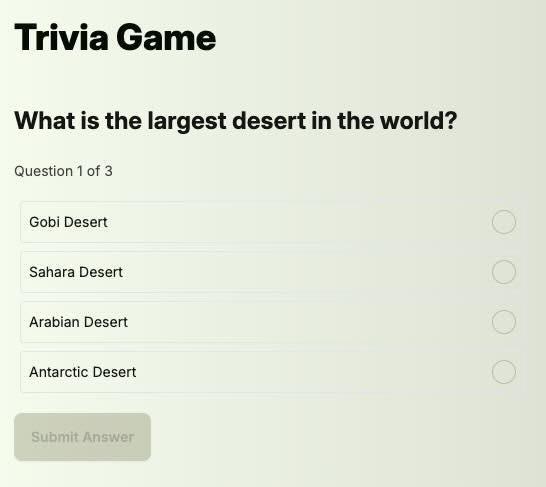 Trivia Game
What is the largest desert in the world?
Question 1 of 3
Gobi Desert
Sahara Desert
Arabian Desert
Antarctic Desert
Submit Answer